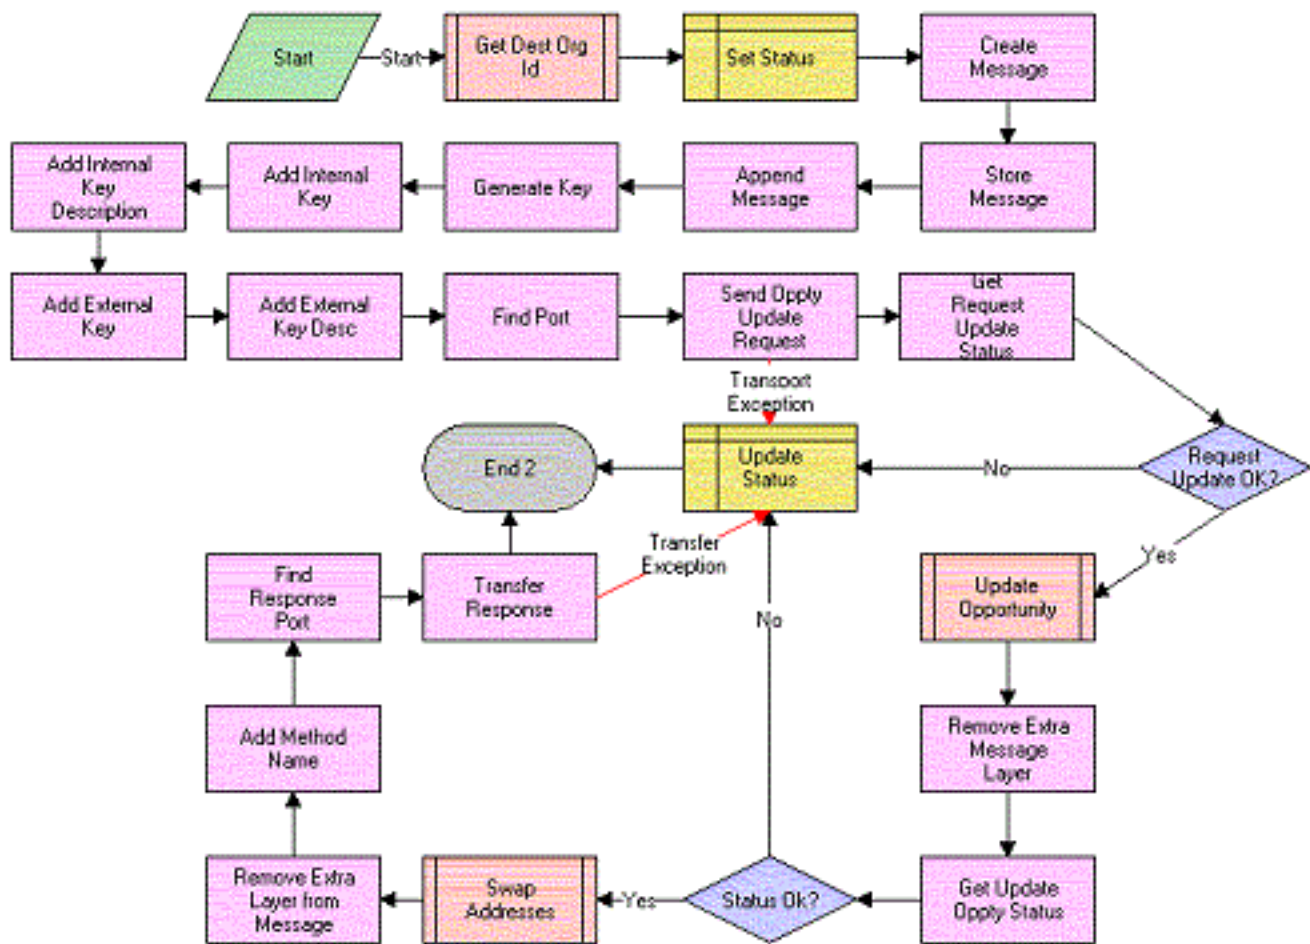 Start
Start
Get Dest Org
Id
Set Status
Create
Message
Add Internal
Key
Description
Add Internal
Key
Generate Key
Append
Message
Store
Message
Add External
Key
Add External
Key Desc
Find Port
Send Oppty
Update
Request
Get
Request
Update
Status
Transport
Exception
End 2
Update
Status
No
Request
Update OK?
Find
Response
Port
Transfer
Response
Transfer
Exception
No
Yes
Update
Opportunity
Add Method
Name
Remove Extra
Message
Layer
Remove Extra
Layer from
Message
Swap
Addresses
Yes
Status Ok?
Get Update
Oppty Status